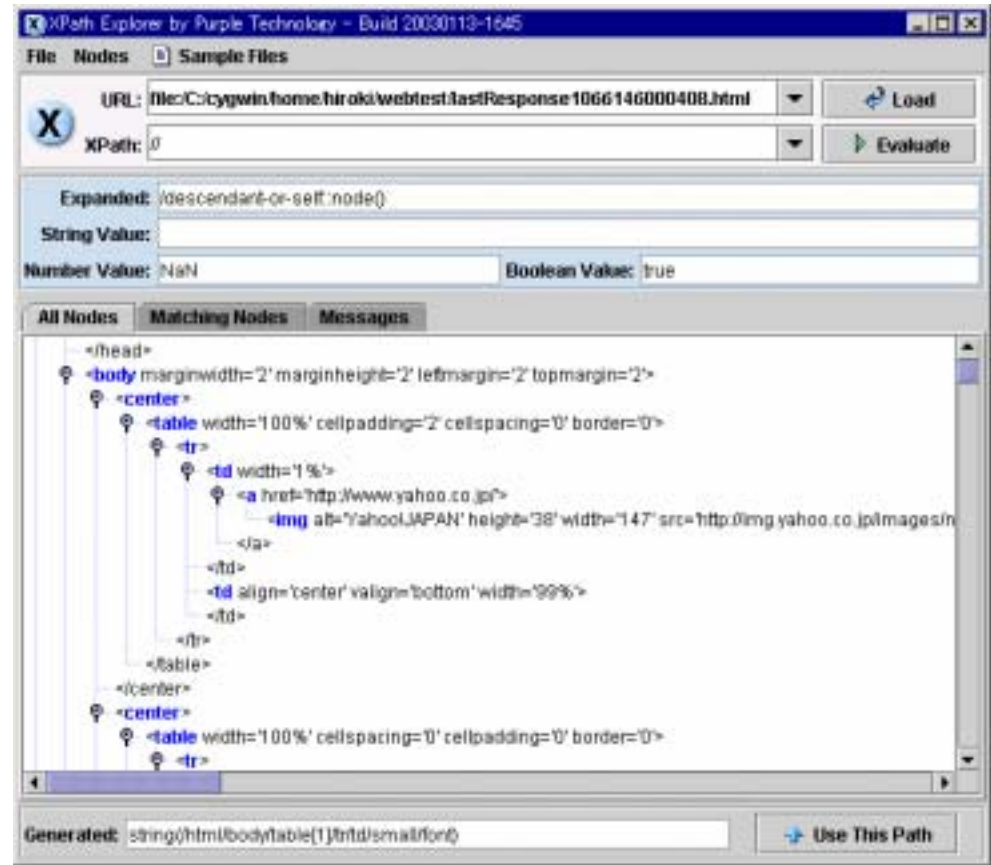 XPath Explorer by Purple Technology - Build 20030113-1645
File Nodes Sample Files
URL: file:/C:/cygwin/home/hiroki/webtest/lastResponse1066146000408.html Load
X
XPath: // Evaluate
Expanded: /descendant-or-self::node()
String Value:
Number Value: NaN Boolean Value: true
All Nodes Matching Nodes Messages
</head>
<body marginwidth='2' marginheight='2' leftmargin='2' topmargin='2'>
<center>
<table width='100%' cellpadding='2' cellspacing='0' border='0'>
<tr>
<td width='1%'>
<a href='http://www.yahoo.co.jp/'>
<img alt='Yahoo!JAPAN' height='38' width='147' src='http://img.yahoo.co.jp/images/n
</a>
</td>
<td align='center' valign='bottom' width='99%'>
</td>
</tr>
</table>
</center>
<center>
<table width='100%' cellspacing='0' cellpadding='0' border='0'>
<tr>
Generated: string(/html/body/table[1]/tr/td/small/font) Use This Path